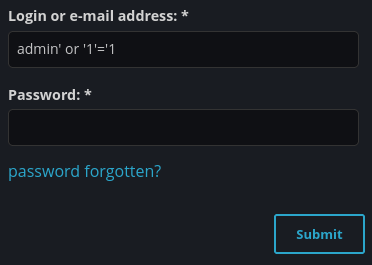 Login or e-mail address: *
admin' or '1'='1
Password: *
password forgotten?
Submit